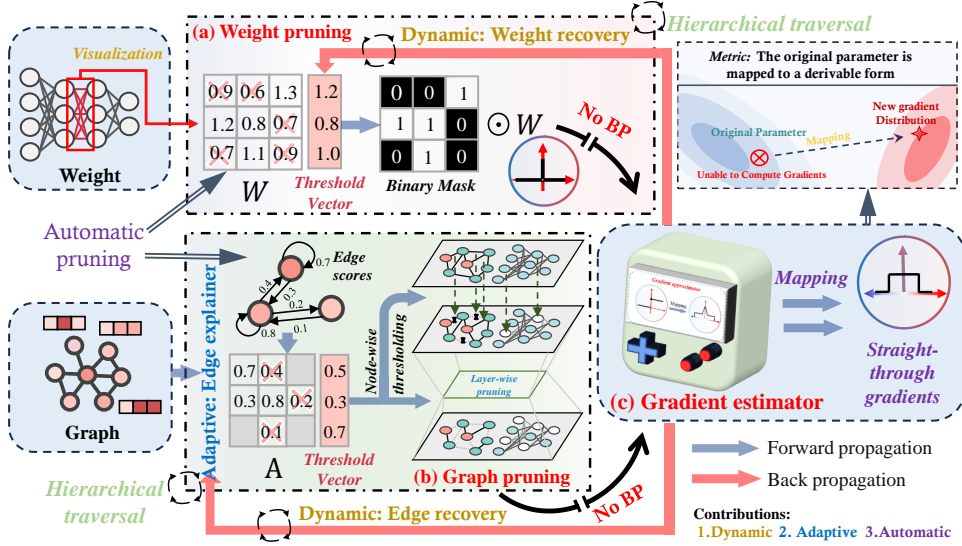 (a) Weight pruning
Dynamic: Weight recovery
Hierarchical traversal
Visualization
Weight
0.9 0.6 1.3
1.2 0.8 0.7
0.7 1.1 0.9
W
1.2
0.8
1.0
Threshold
Vector
0 0 1
1 1 0
0 1 0
Binary Mask
⊙ W
No BP
Metric: The original parameter is
mapped to a derivable form
New gradient
Distribution
Original Parameter
Mapping
Unable to Compute Gradients
Automatic
pruning
Graph
Adaptive: Edge explainer
Edge
scores
0.7
0.4
0.3
0.2
0.8
0.1
0.7 0.4
0.3 0.8 0.2
0.1
A
0.5
0.3
0.7
Threshold
Vector
Node-wise
thresholding
Layer-wise
pruning
(b) Graph pruning
No BP
Gradient approximator
Mapping
(c) Gradient estimator
Mapping
Straight-
through
gradients
Hierarchical
traversal
Dynamic: Edge recovery
Forward propagation
Back propagation
Contributions:
1.Dynamic 2. Adaptive 3.Automatic